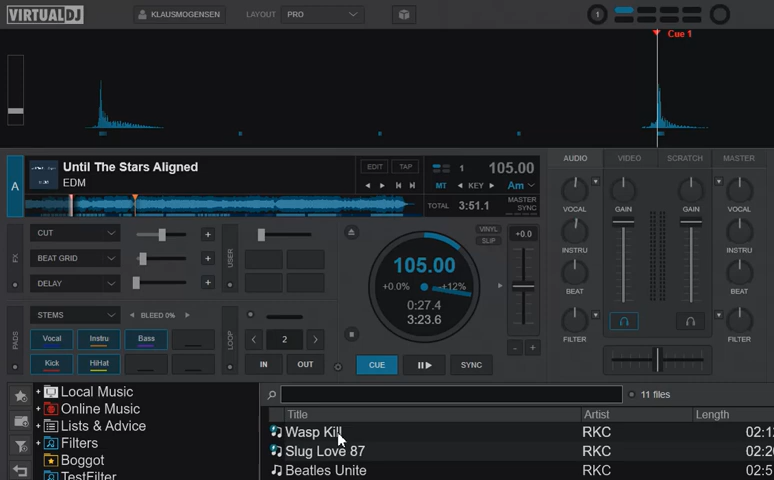 VIRTUALDJ
KLAUSMOGENSEN
LAYOUT PRO
1
Cue 1
A
Until The Stars Aligned
EDM
EDIT TAP
1 105.00
MT KEY Am
TOTAL 3:51.1 MASTER SYNC
AUDIO VIDEO SCRATCH MASTER
FX
CUT
BEAT GRID
DELAY
USER
VINYL
SLIP
+0.0
105.00
+0.0% +12%
0:27.4
3:23.6
VOCAL GAIN GAIN VOCAL
INSTRU INSTRU
BEAT BEAT
FILTER FILTER
PADS
STEMS BLEED 0%
Vocal Instru Bass
Kick HiHat
LOOP
2
IN OUT
CUE SYNC
Local Music
Online Music
Lists & Advice
Filters
Boggot
TestFilter
11 files
Title Artist Length
Wasp Kill RKC 02:1
Slug Love 87 RKC 02:2
Beatles Unite RKC 02:5